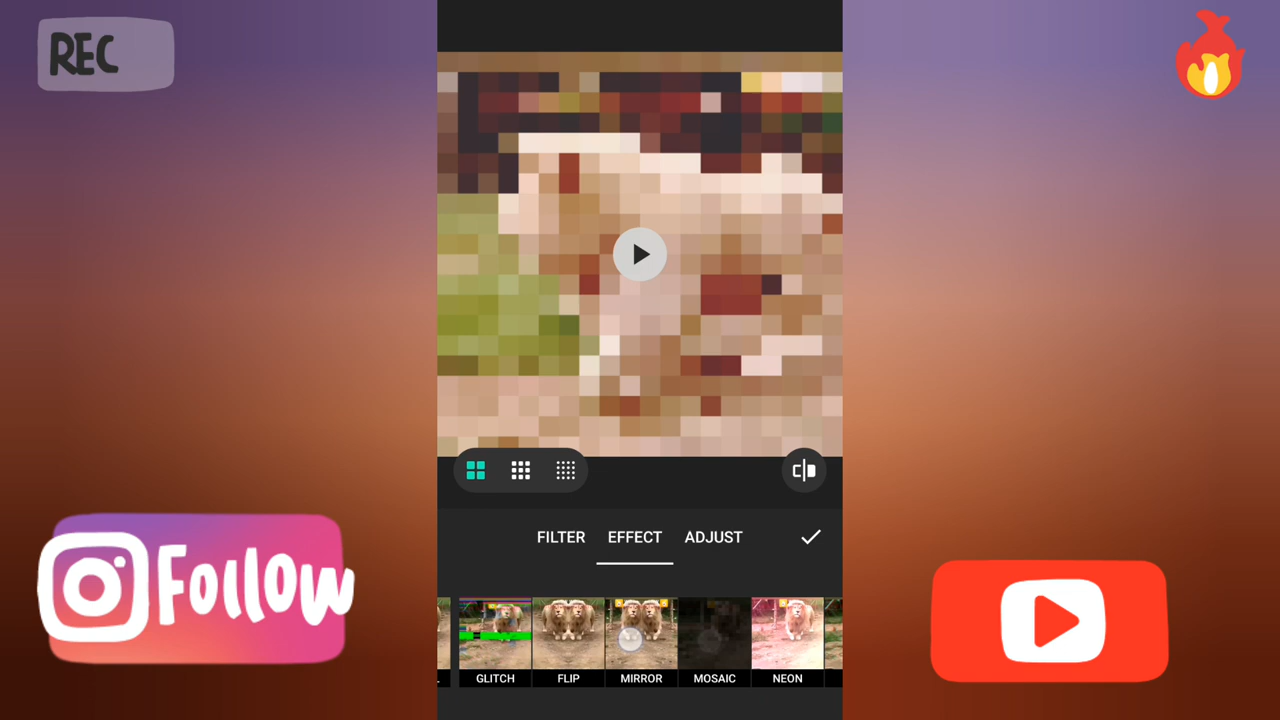 REC
FILTER EFFECT ADJUST
Follow
GLITCH FLIP MIRROR MOSAIC NEON